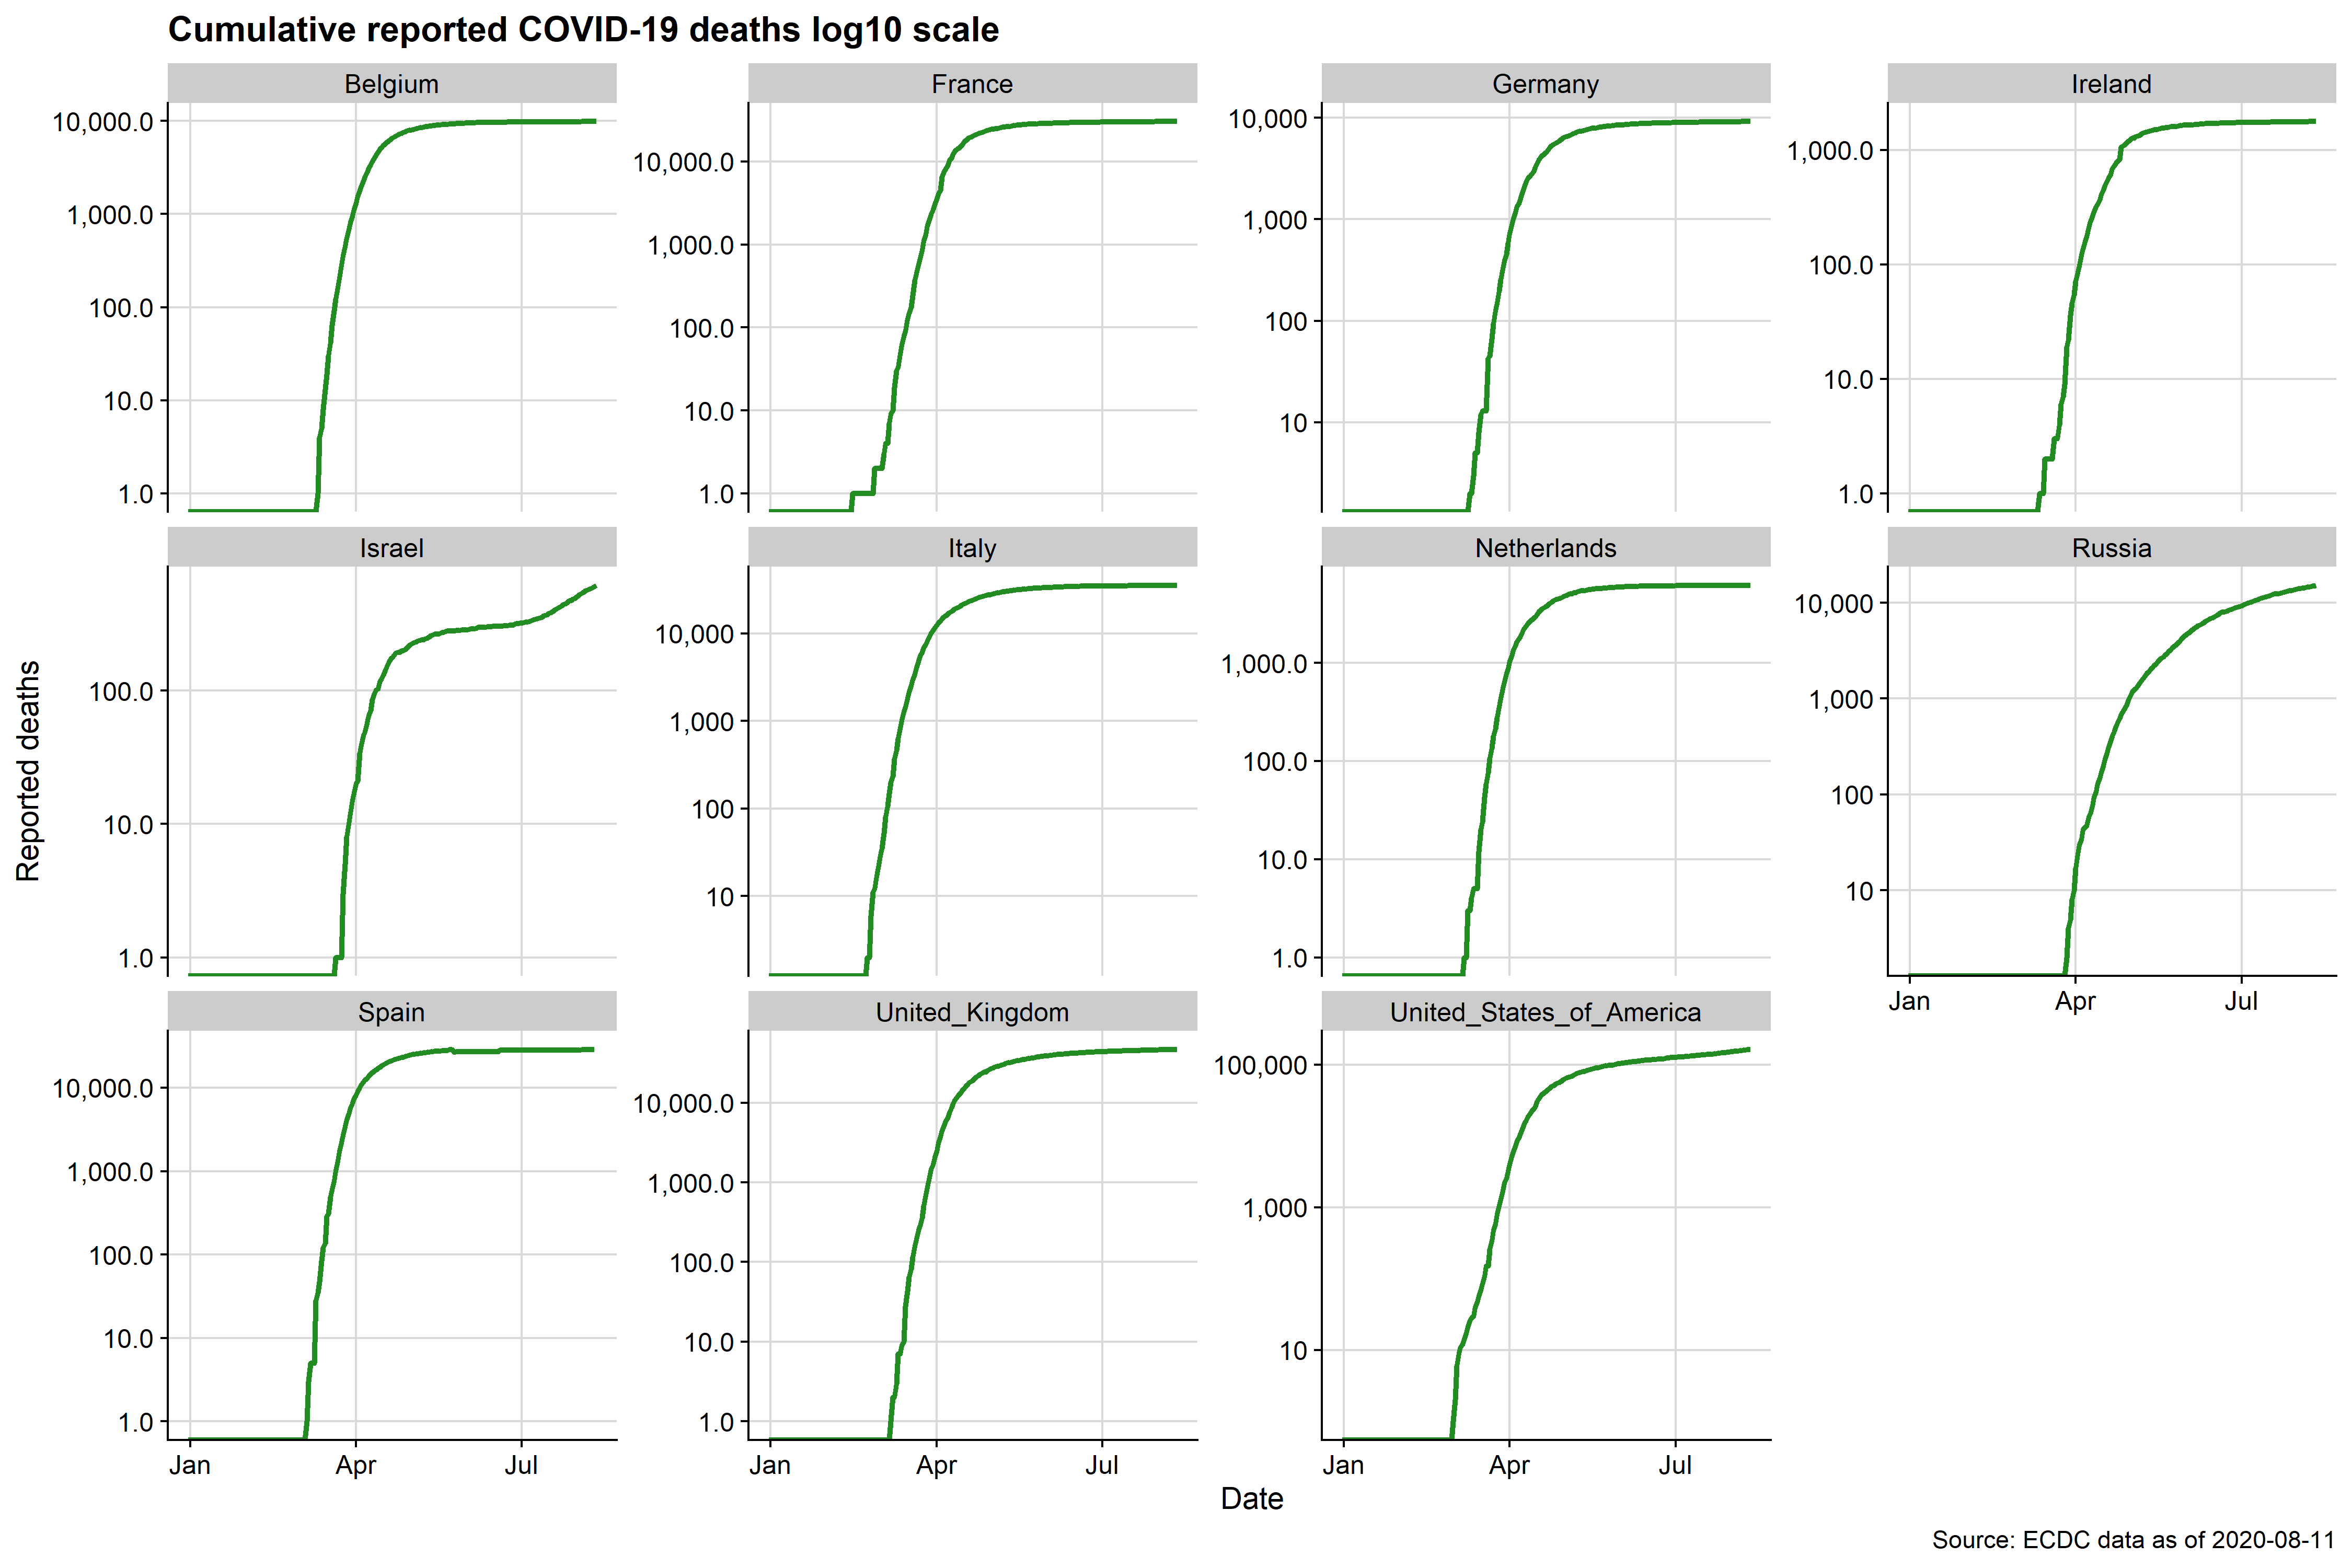 Cumulative reported COVID-19 deaths log10 scale
Belgium
France
Germany
Ireland
10,000.0
1,000.0
100.0
10.0
1.0
10,000.0
1,000.0
100.0
10.0
1.0
10,000
1,000
100
10
1,000.0
100.0
10.0
1.0
Israel
Italy
Netherlands
Russia
100.0
10.0
1.0
10,000
1,000
100
10
1,000.0
100.0
10.0
1.0
10,000
1,000
100
10
Jan Apr Jul
Spain
United_Kingdom
United_States_of_America
10,000.0
1,000.0
100.0
10.0
1.0
10,000.0
1,000.0
100.0
10.0
1.0
100,000
1,000
10
Jan Apr Jul
Jan Apr Jul
Jan Apr Jul
Reported deaths
Date
Source: ECDC data as of 2020-08-11